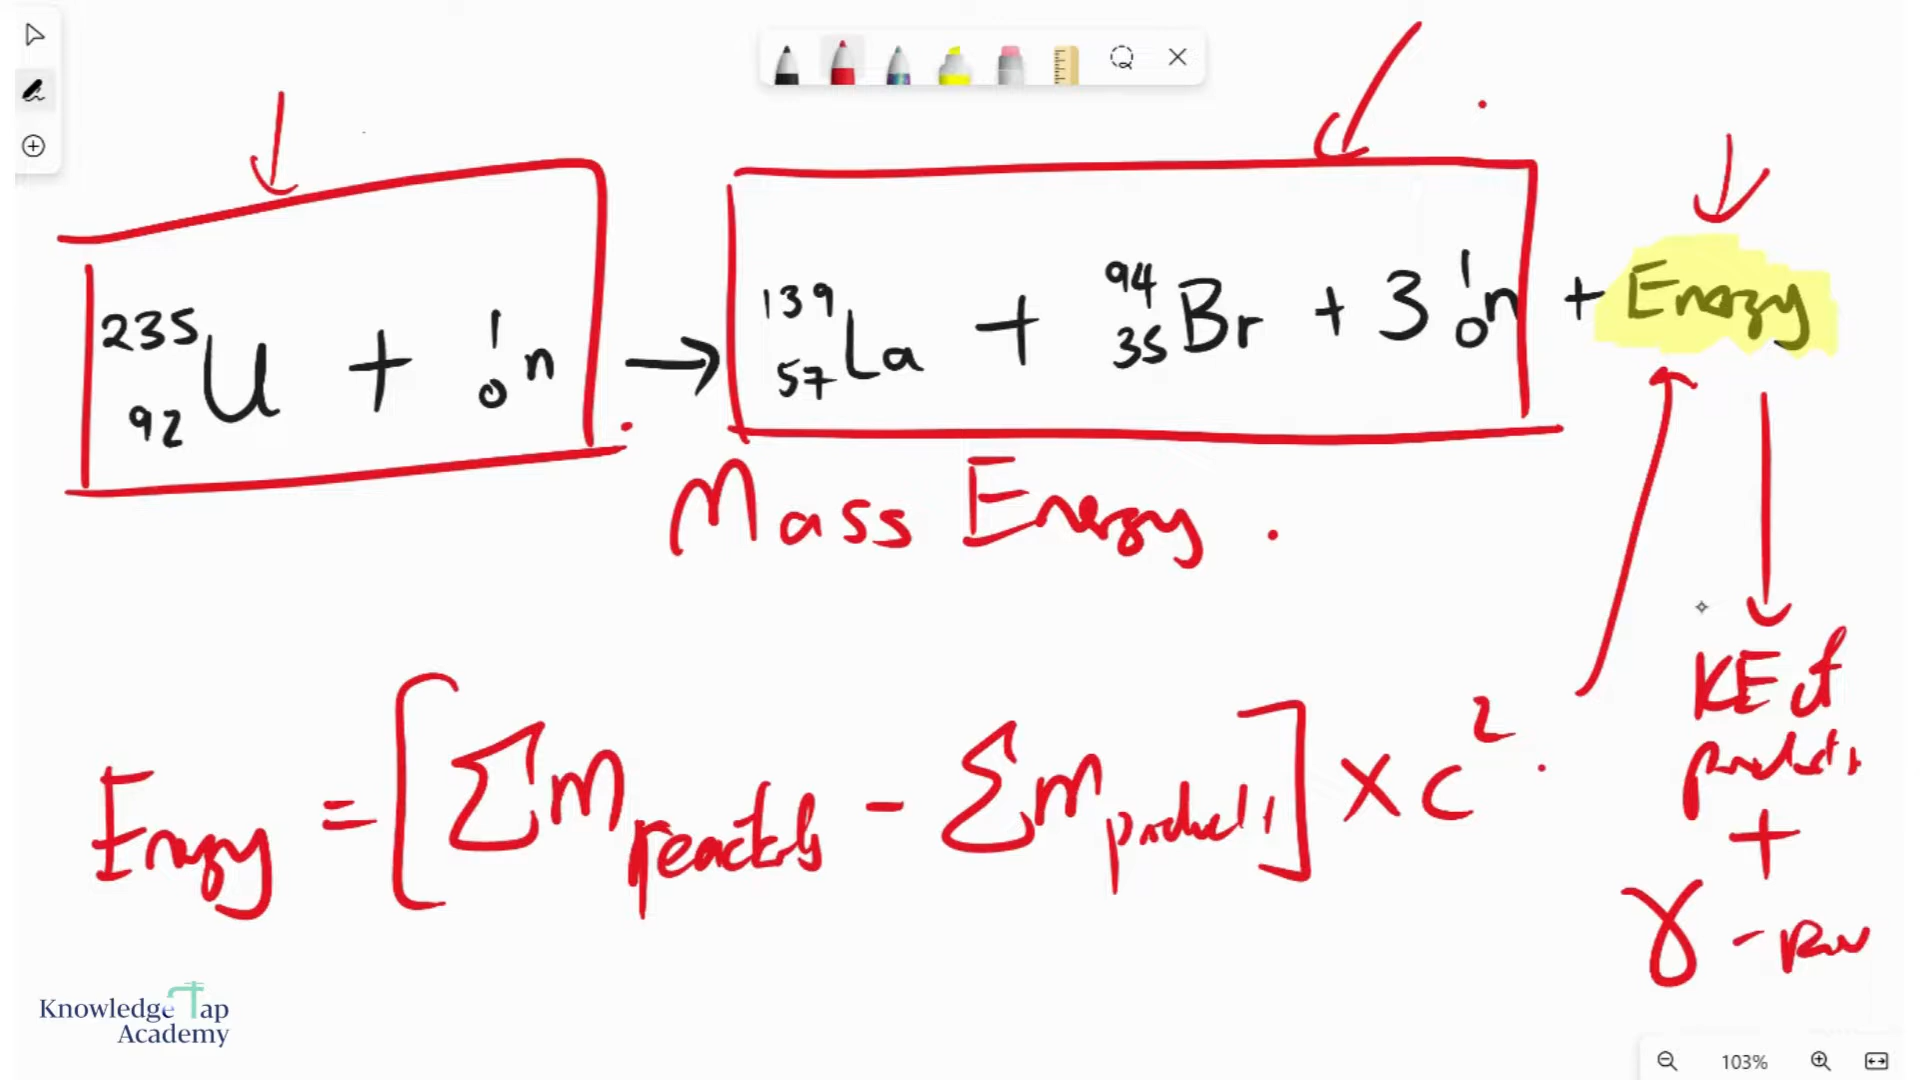 ²³⁵₉₂U + ¹₀n → ¹³⁹₅₇La + ⁹⁴₃₅Br + 3 ¹₀n + Energy
Mass Energy.
Energy = [Σm reactants - Σm products] × c²
KE of
products
+
γ -
Knowledge Tap
Academy
103%